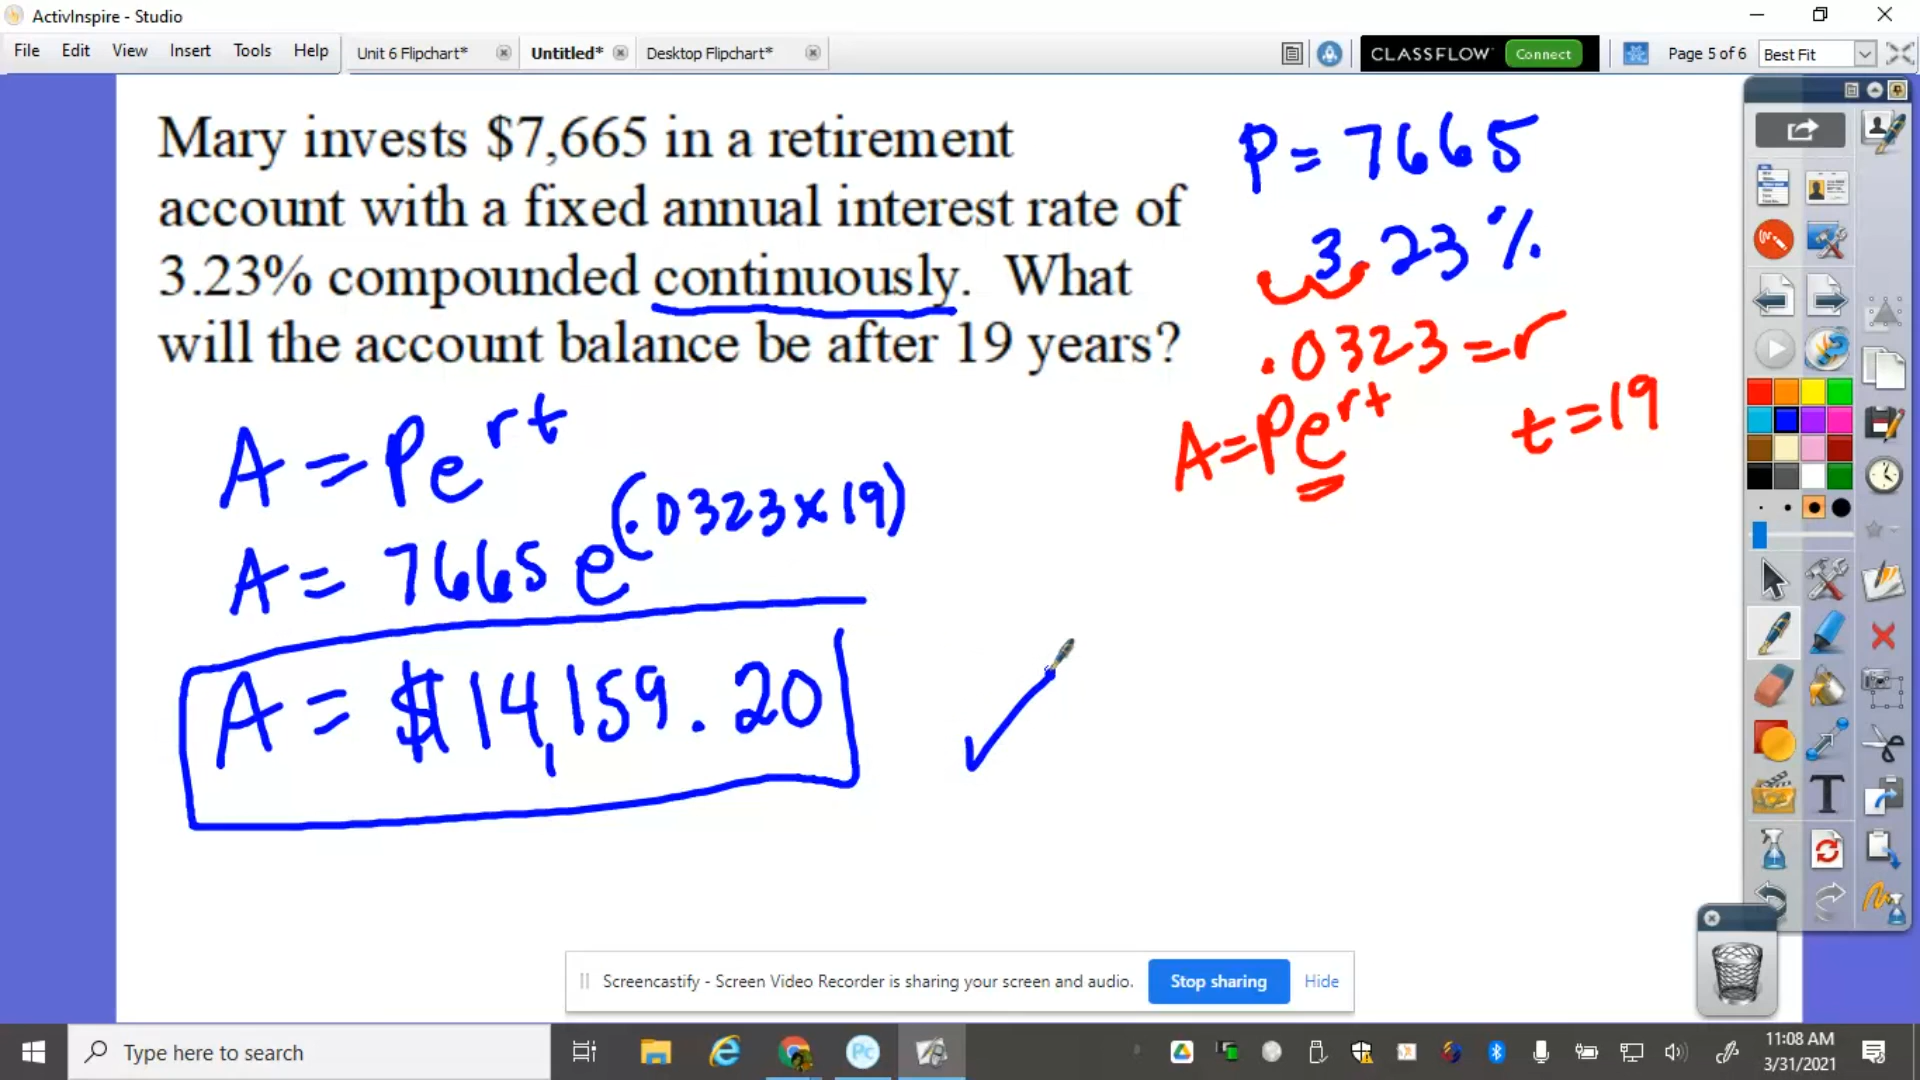 ActivInspire - Studio
File Edit View Insert Tools Help
Unit 6 Flipchart* Untitled* Desktop Flipchart*
CLASSFLOW Connect
Page 5 of 6 Best Fit
Mary invests $7,665 in a retirement
account with a fixed annual interest rate of
3.23% compounded continuously. What
will the account balance be after 19 years?
P = 7665
3.23%
.0323 = r
A = Pe^rt
t = 19
A = Pe^rt
A = 7665 e^(.0323 x 19)
A = $14,159.20
T
Screencastify - Screen Video Recorder is sharing your screen and audio. Stop sharing Hide
Type here to search
Pc
11:08 AM
3/31/2021